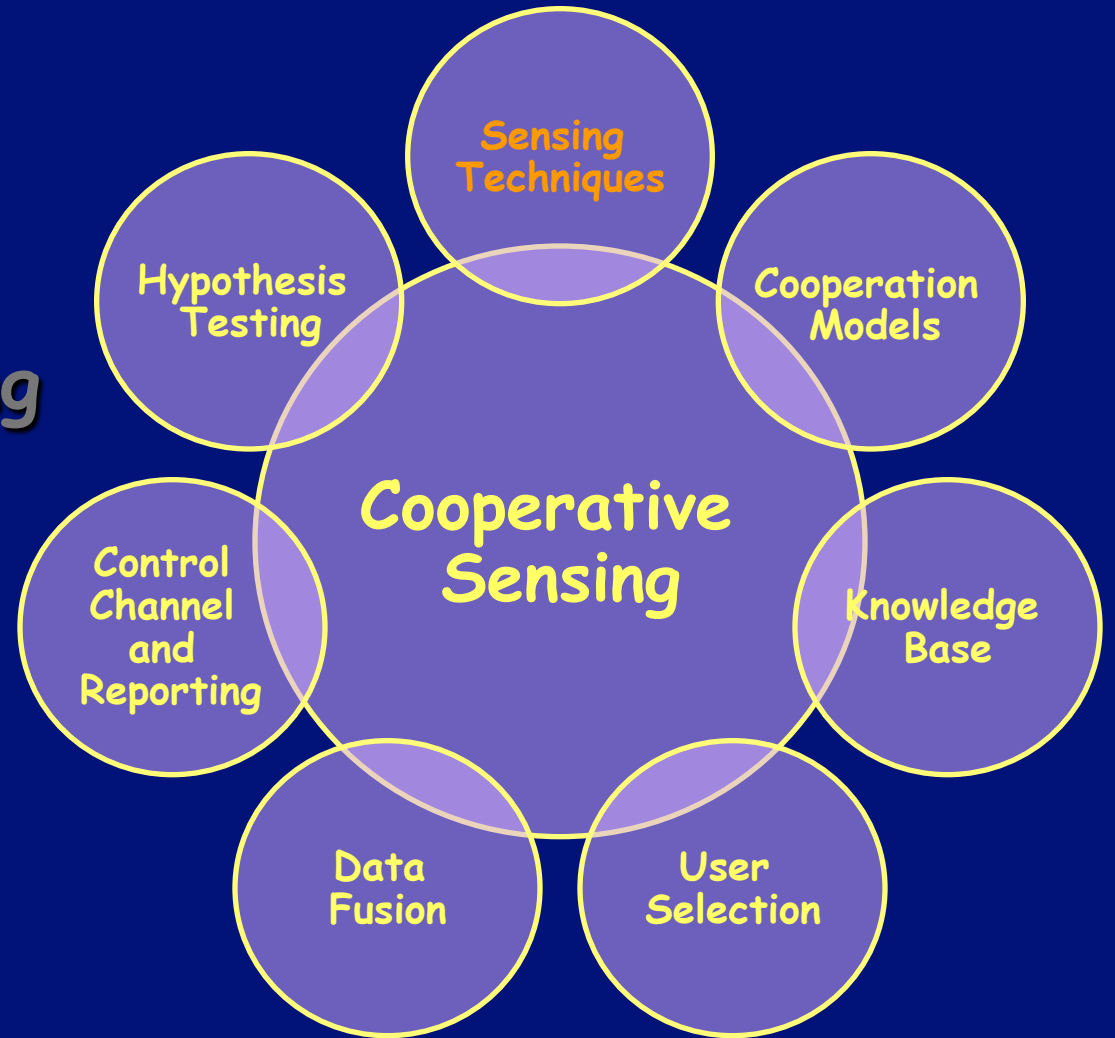 Sensing
Techniques
Hypothesis
Testing
Cooperation
Models
g
Cooperative
Sensing
Control
Channel
and
Reporting
Knowledge
Base
Data
Fusion
User
Selection